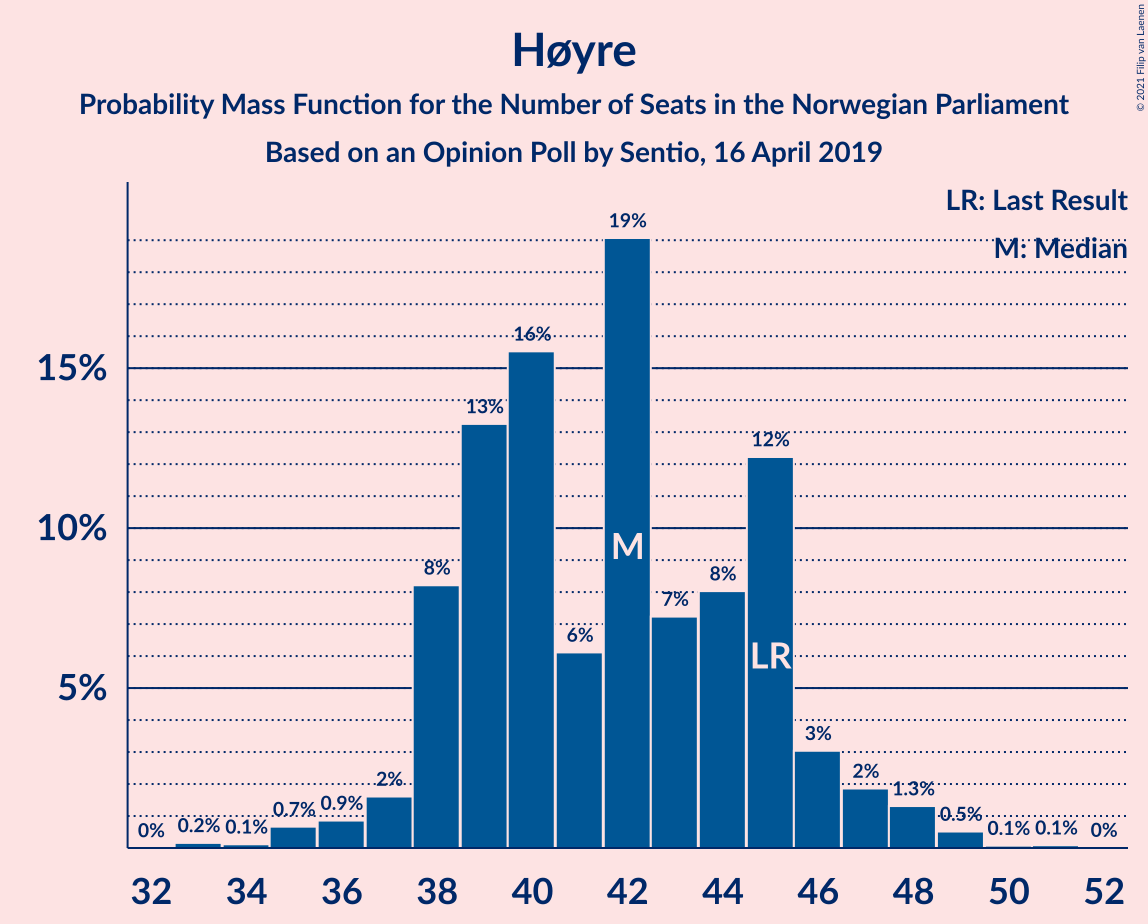 Høyre
Probability Mass Function for the Number of Seats in the Norwegian Parliament
Based on an Opinion Poll by Sentio, 16 April 2019
© 2021 Filip van Laenen
LR: Last Result
M: Median
15%
10%
5%
0%
0.2%
0.1%
0.7%
0.9%
2%
8%
13%
16%
6%
19%
7%
8%
12%
3%
2%
1.3%
0.5%
0.1%
0.1%
0%
M
LR
32 34 36 38 40 42 44 46 48 50 52